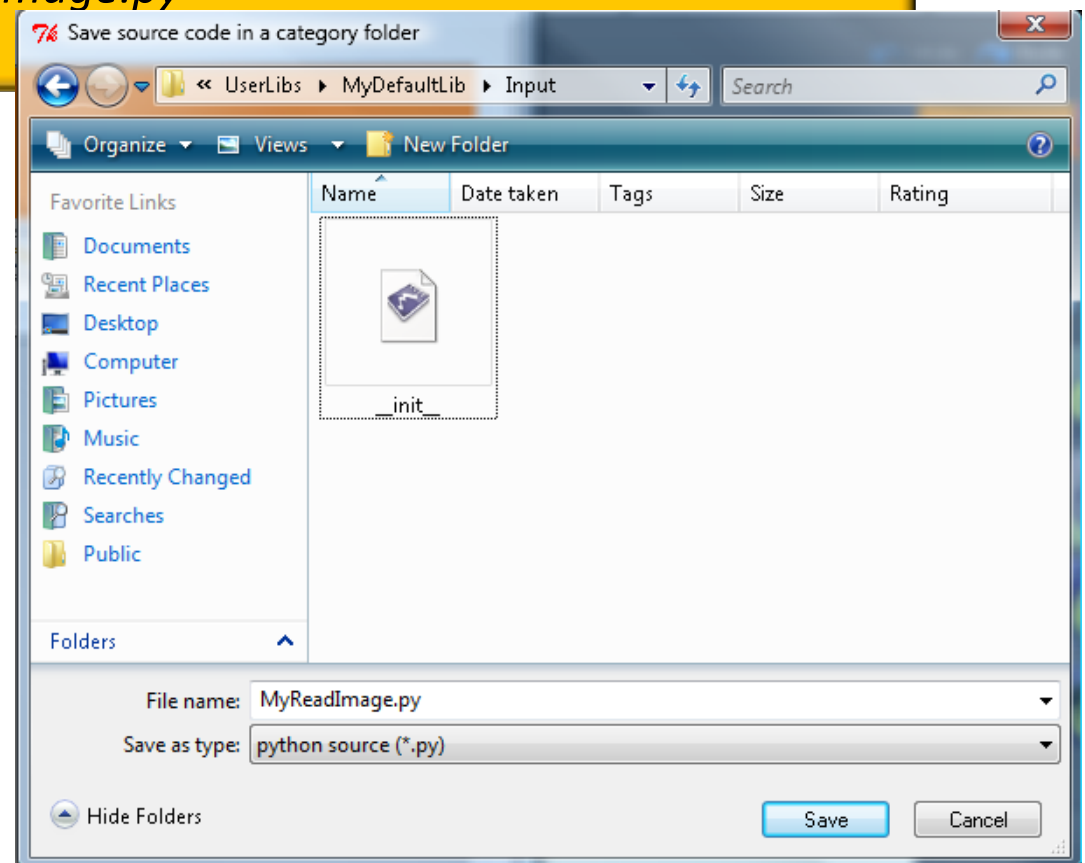 mage.py
Save source code in a category folder
« UserLibs ▸ MyDefaultLib ▸ Input Search
Organize Views New Folder
Favorite Links Name Date taken Tags Size Rating
Documents
Recent Places
Desktop
Computer
Pictures
Music
Recently Changed
Searches
Public
__init__
Folders
File name: MyReadImage.py
Save as type: python source (*.py)
Hide Folders Save Cancel